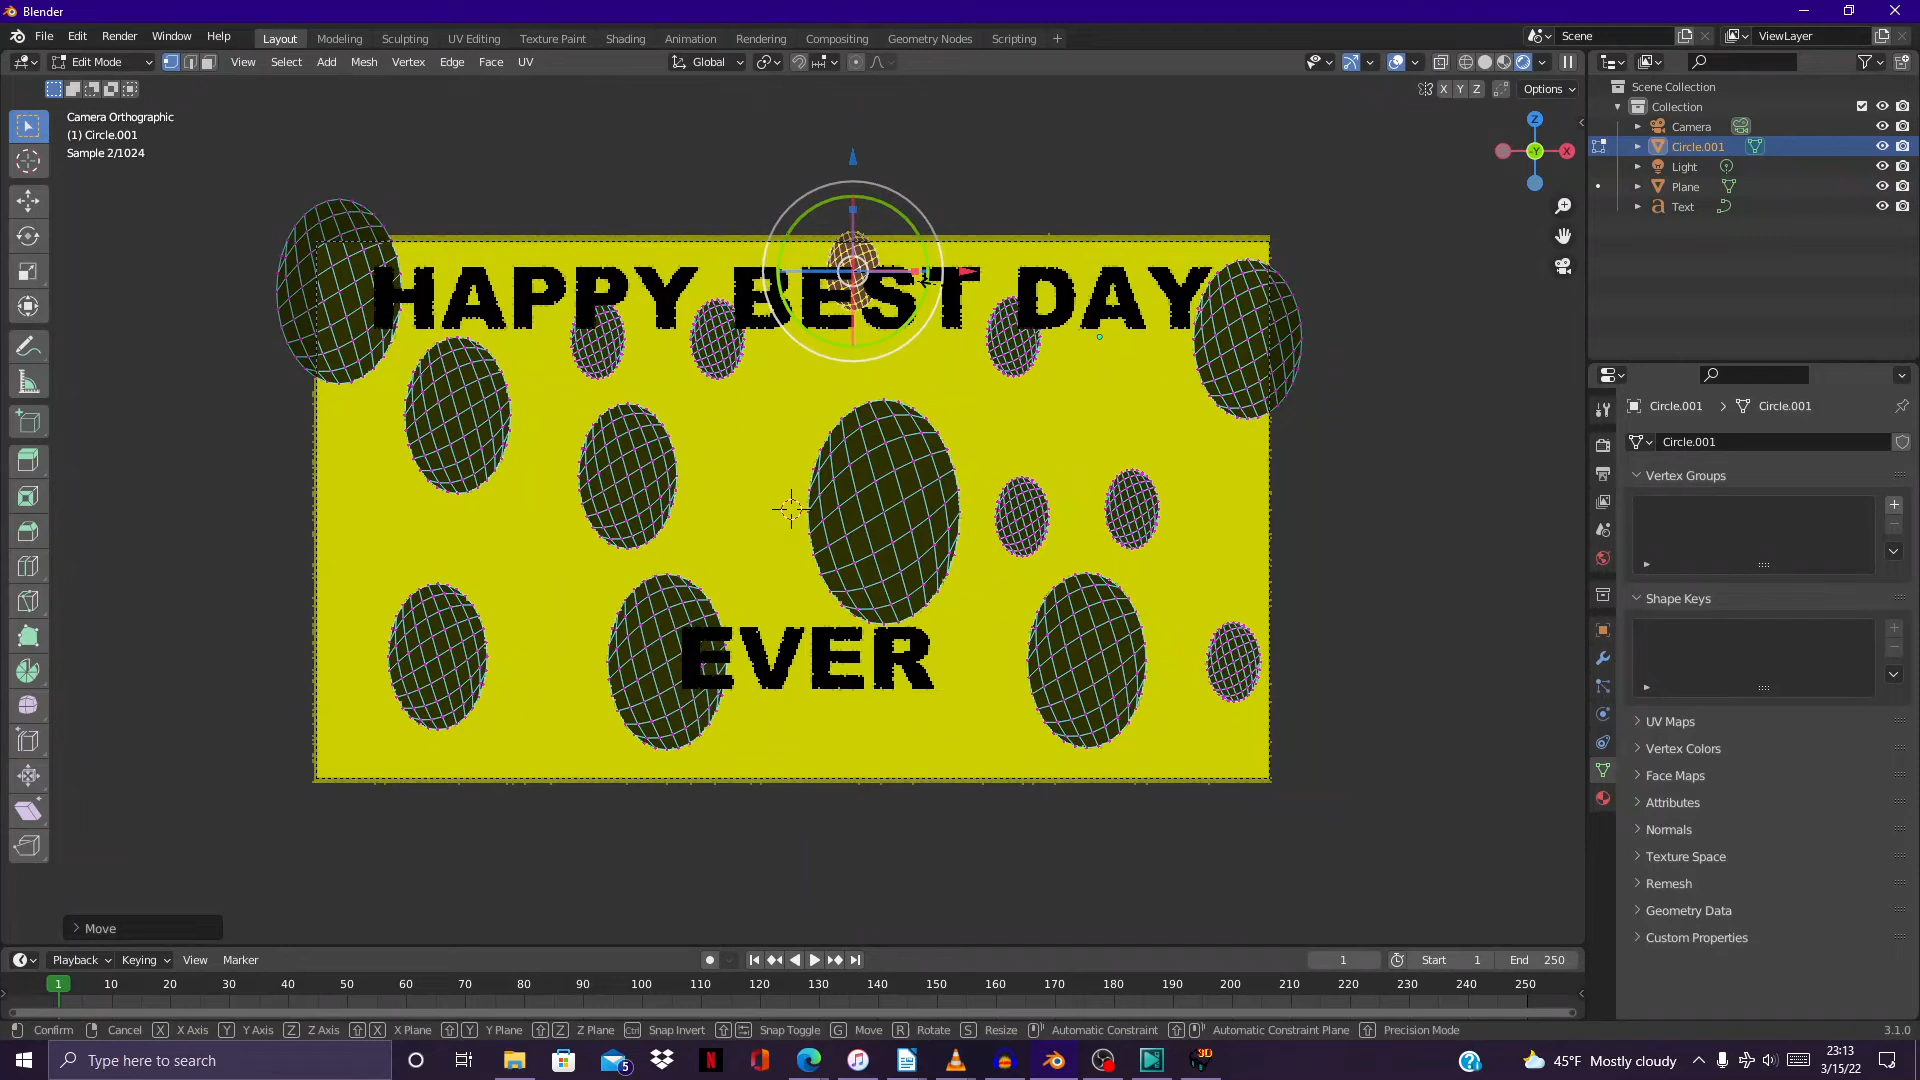 Blender
File Edit Render Window Help Layout Modeling Sculpting UV Editing Texture Paint Shading Animation Rendering Compositing Geometry Nodes Scripting + Scene ViewLayer
Edit Mode View Select Add Mesh Vertex Edge Face UV Global
X Y Z Options
Camera Orthographic
(1) Circle.001
Sample 2/1024
Z
-Y X
HAPPY BEST DAY
EVER
Scene Collection
Collection
Camera
Circle.001
Light
Plane
Text
Circle.001 Circle.001
Circle.001
Vertex Groups
Shape Keys
UV Maps
Vertex Colors
Face Maps
Attributes
Normals
Texture Space
Remesh
Geometry Data
Custom Properties
Move
Playback Keying View Marker 1 Start 1 End 250
1 10 20 30 40 50 60 70 80 90 100 110 120 130 140 150 160 170 180 190 200 210 220 230 240 250
Confirm Cancel X X Axis Y Y Axis Z Z Axis X X Plane Y Y Plane Z Z Plane Ctrl Snap Invert Snap Toggle G Move R Rotate S Resize Automatic Constraint Automatic Constraint Plane Precision Mode 3.1.0
Type here to search 5 N 3D 45°F Mostly cloudy 23:13
3/15/22